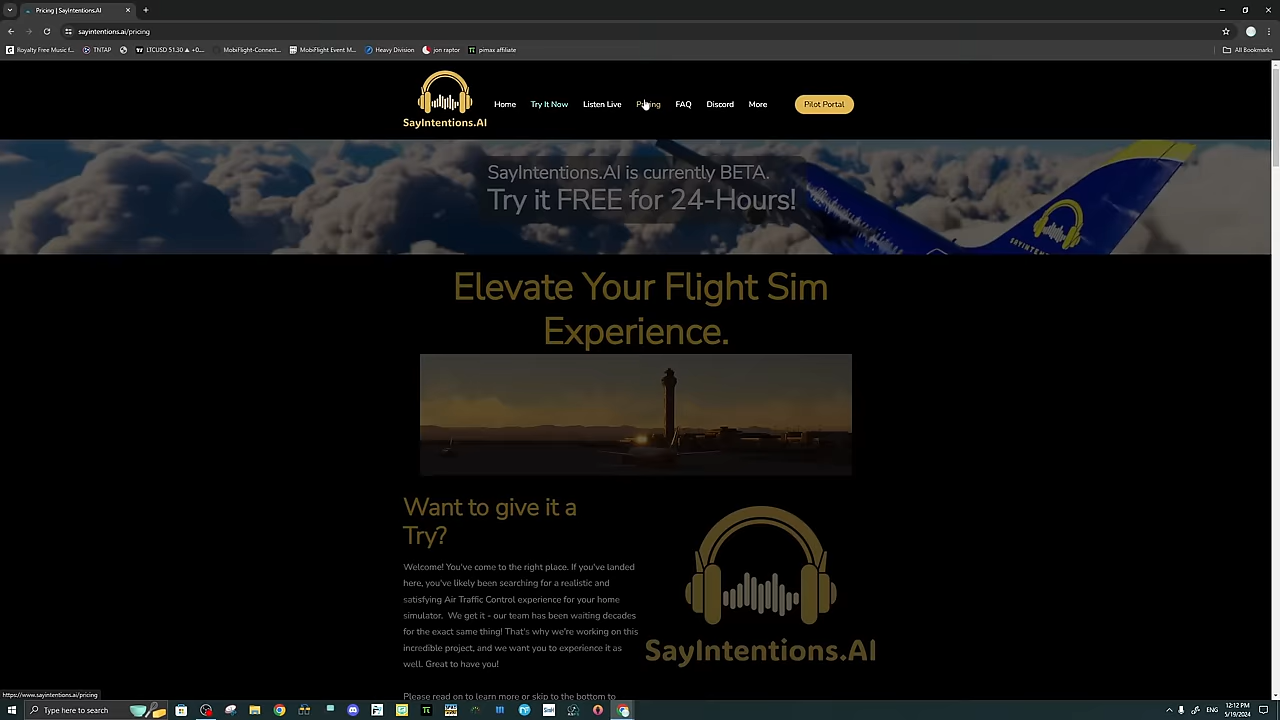 Pricing | SayIntentions.AI
sayintentions.ai/pricing
Royalty Free Music f...
TNTAP
LTCUSD 51.30 ▲ +0...
MobiFlight-Connect...
MobiFlight Event M...
Heavy Division
jon raptor
pimax affiliate
All Bookmarks
SayIntentions.AI
Home
Try It Now
Listen Live
Pricing
FAQ
Discord
More
Pilot Portal
SayIntentions.AI is currently BETA.
Try it FREE for 24-Hours!
Elevate Your Flight Sim
Experience.
Want to give it a
Try?
Welcome! You've come to the right place. If you've landed
here, you've likely been searching for a realistic and
satisfying Air Traffic Control experience for your home
simulator. We get it - our team has been waiting decades
for the exact same thing! That's why we're working on this
incredible project, and we want you to experience it as
well. Great to have you!
Please read on to learn more or skip to the bottom to
SayIntentions.AI
https://www.sayintentions.ai/pricing
Type here to search
ENG
12:12 PM
5/19/2024